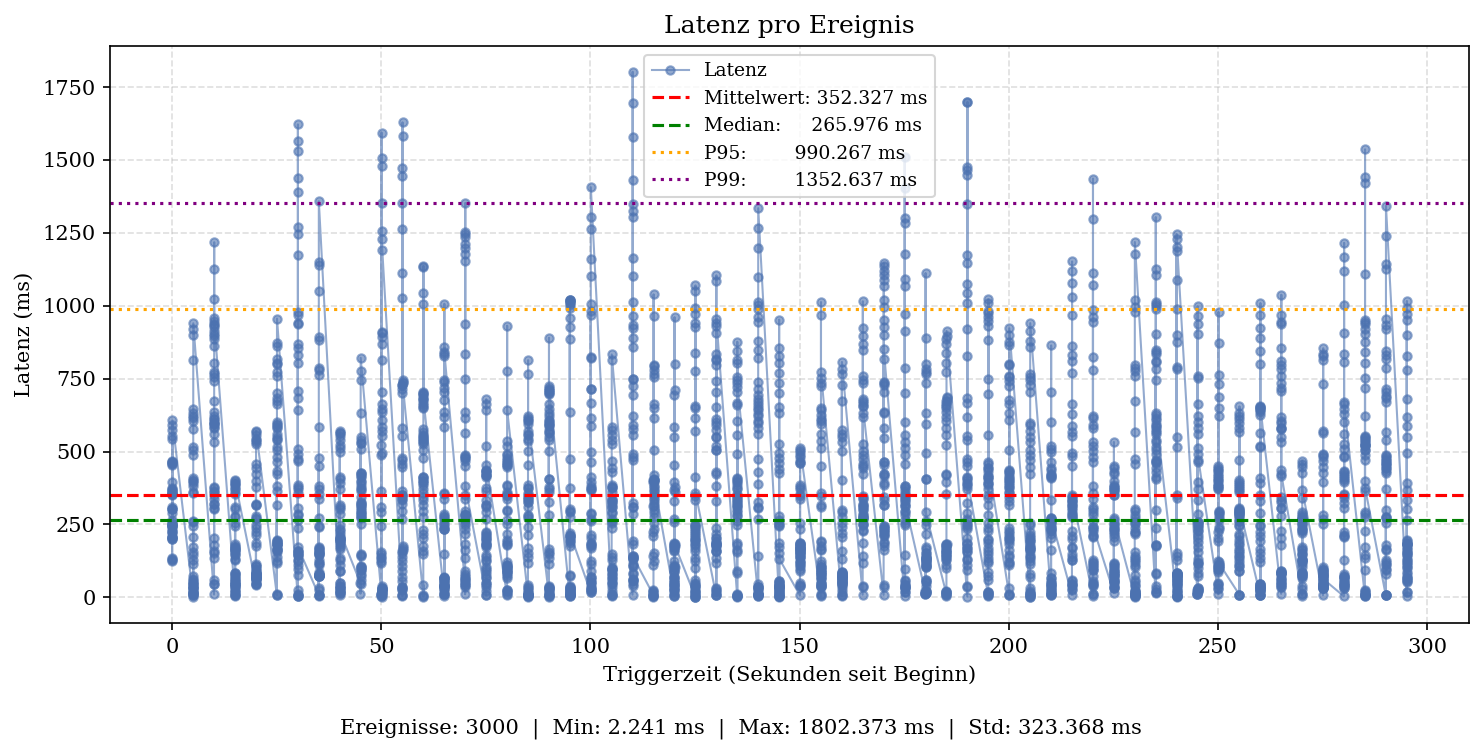 Latenz pro Ereignis
Latenz
Mittelwert: 352.327 ms
Median: 265.976 ms
P95: 990.267 ms
P99: 1352.637 ms
Latenz (ms)
1750
1500
1250
1000
750
500
250
0
0 50 100 150 200 250 300
Triggerzeit (Sekunden seit Beginn)
Ereignisse: 3000 | Min: 2.241 ms | Max: 1802.373 ms | Std: 323.368 ms